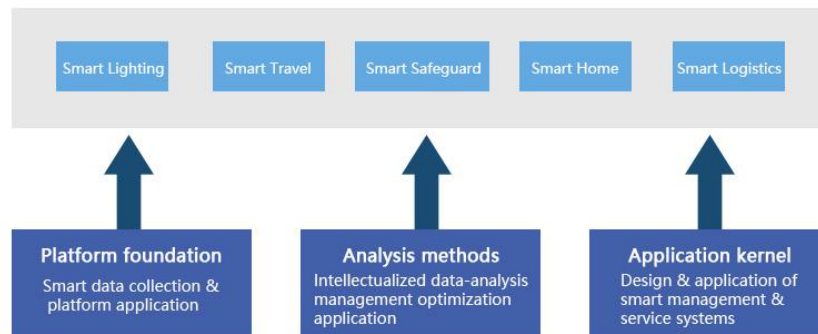 Smart Lighting
Smart Travel
Smart Safeguard
Smart Home
Smart Logistics
Platform foundation
Smart data collection &
platform application
Analysis methods
Intellectualized data-analysis
management optimization
application
Application kernel
Design & application of
smart management &
service systems